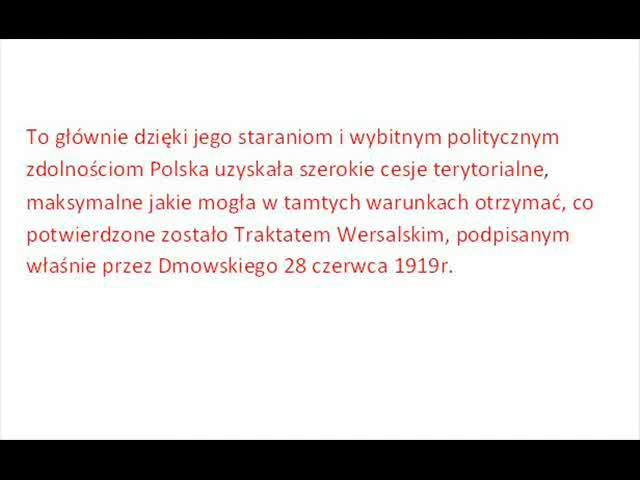 To głównie dzięki jego staraniom i wybitnym politycznym
zdolnościom Polska uzyskała szerokie cesje terytorialne,
maksymalne jakie mogła w tamtych warunkach otrzymać, co
potwierdzone zostało Traktatem Wersalskim, podpisanym
właśnie przez Dmowskiego 28 czerwca 1919r.